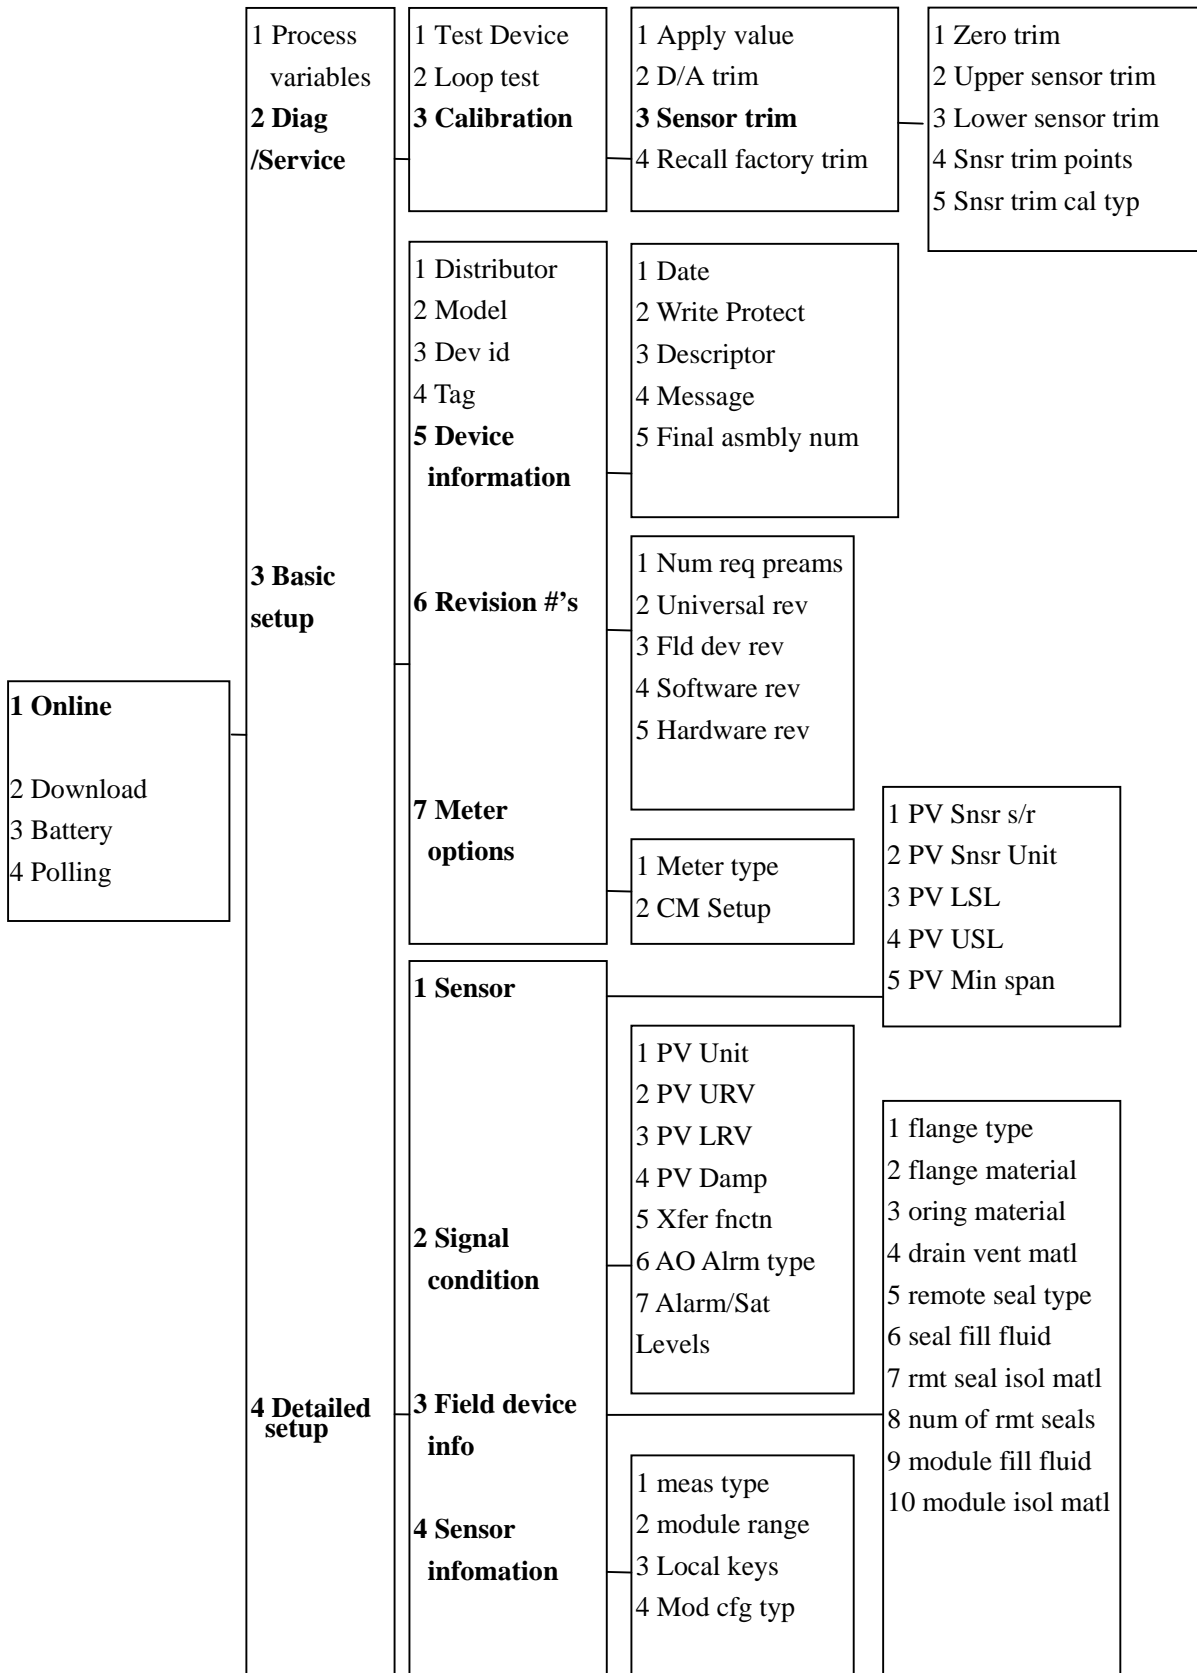 1 Online
2 Download
3 Battery
4 Polling
1 Process
variables
2 Diag
/Service
3 Basic
setup
4 Detailed
setup
1 Test Device
2 Loop test
3 Calibration
1 Apply value
2 D/A trim
3 Sensor trim
4 Recall factory trim
1 Zero trim
2 Upper sensor trim
3 Lower sensor trim
4 Snsr trim points
5 Snsr trim cal typ
1 Distributor
2 Model
3 Dev id
4 Tag
5 Device
information
6 Revision #’s
7 Meter
options
1 Date
2 Write Protect
3 Descriptor
4 Message
5 Final asmbly num
1 Num req preams
2 Universal rev
3 Fld dev rev
4 Software rev
5 Hardware rev
1 Meter type
2 CM Setup
1 Sensor
2 Signal
condition
3 Field device
info
4 Sensor
infomation
1 PV Snsr s/r
2 PV Snsr Unit
3 PV LSL
4 PV USL
5 PV Min span
1 PV Unit
2 PV URV
3 PV LRV
4 PV Damp
5 Xfer fnctn
6 AO Alrm type
7 Alarm/Sat
Levels
1 flange type
2 flange material
3 oring material
4 drain vent matl
5 remote seal type
6 seal fill fluid
7 rmt seal isol matl
8 num of rmt seals
9 module fill fluid
10 module isol matl
1 meas type
2 module range
3 Local keys
4 Mod cfg typ